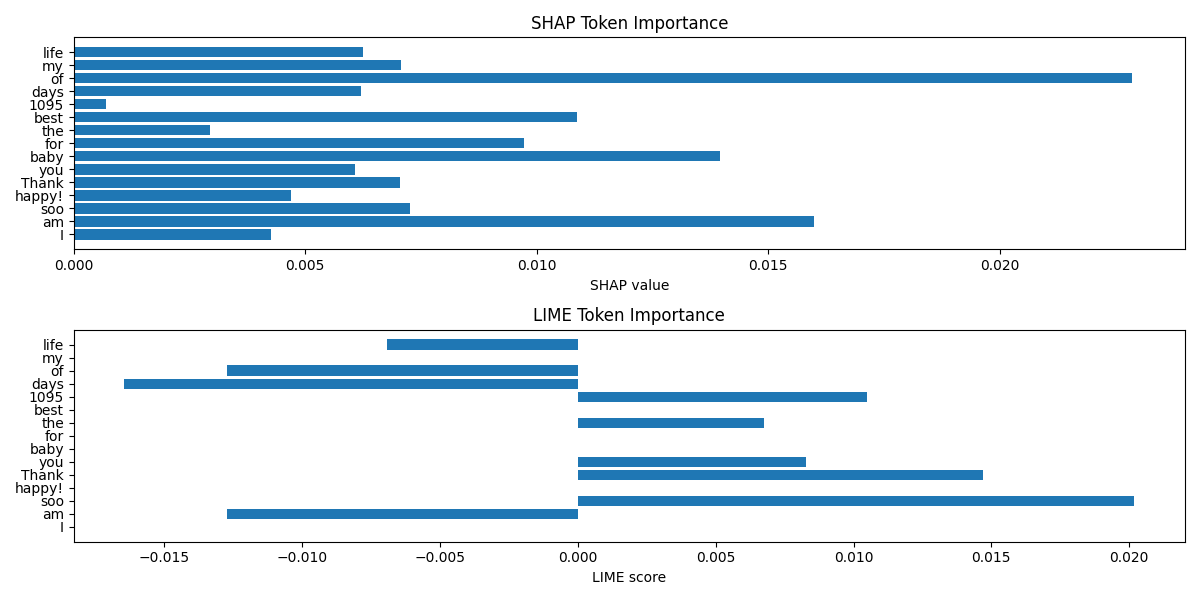 SHAP Token Importance
life
my
of
days
1095
best
the
for
baby
you
Thank
happy!
soo
am
I
0.000 0.005 0.010 0.015 0.020
SHAP value
LIME Token Importance
life
my
of
days
1095
best
the
for
baby
you
Thank
happy!
soo
am
I
−0.015 −0.010 −0.005 0.000 0.005 0.010 0.015 0.020
LIME score